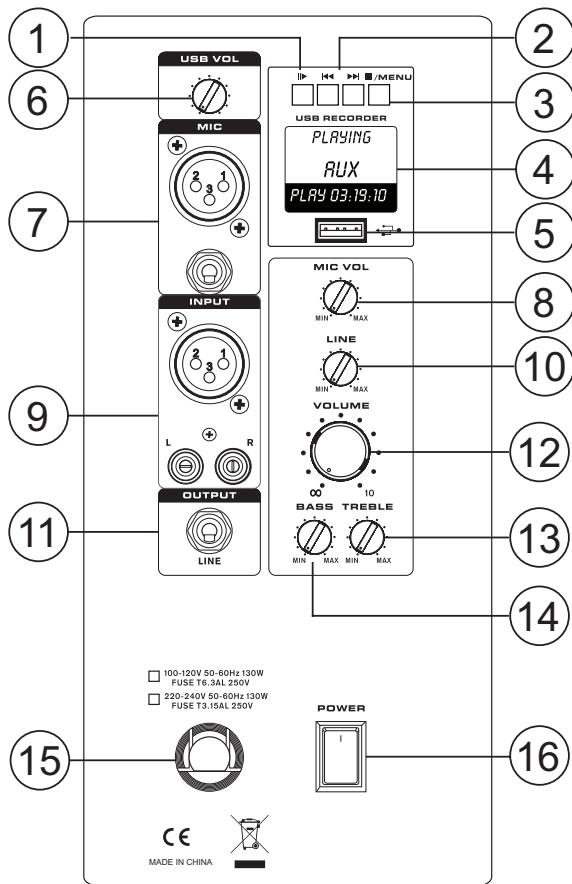 1
2
3
4
5
6
7
8
9
10
11
12
13
14
15
16
USB VOL
MIC
2 1
3
INPUT
2 1
3
L R
OUTPUT
LINE
/MENU
USB RECORDER
PLAYING
AUX
PLAY 03:19:10
MIC VOL
MIN MAX
LINE
MIN MAX
VOLUME
∞ 10
BASS TREBLE
MIN MAX MIN MAX
100-120V 50-60Hz 130W
FUSE T6.3AL 250V
220-240V 50-60Hz 130W
FUSE T3.15AL 250V
POWER
I
CE
MADE IN CHINA